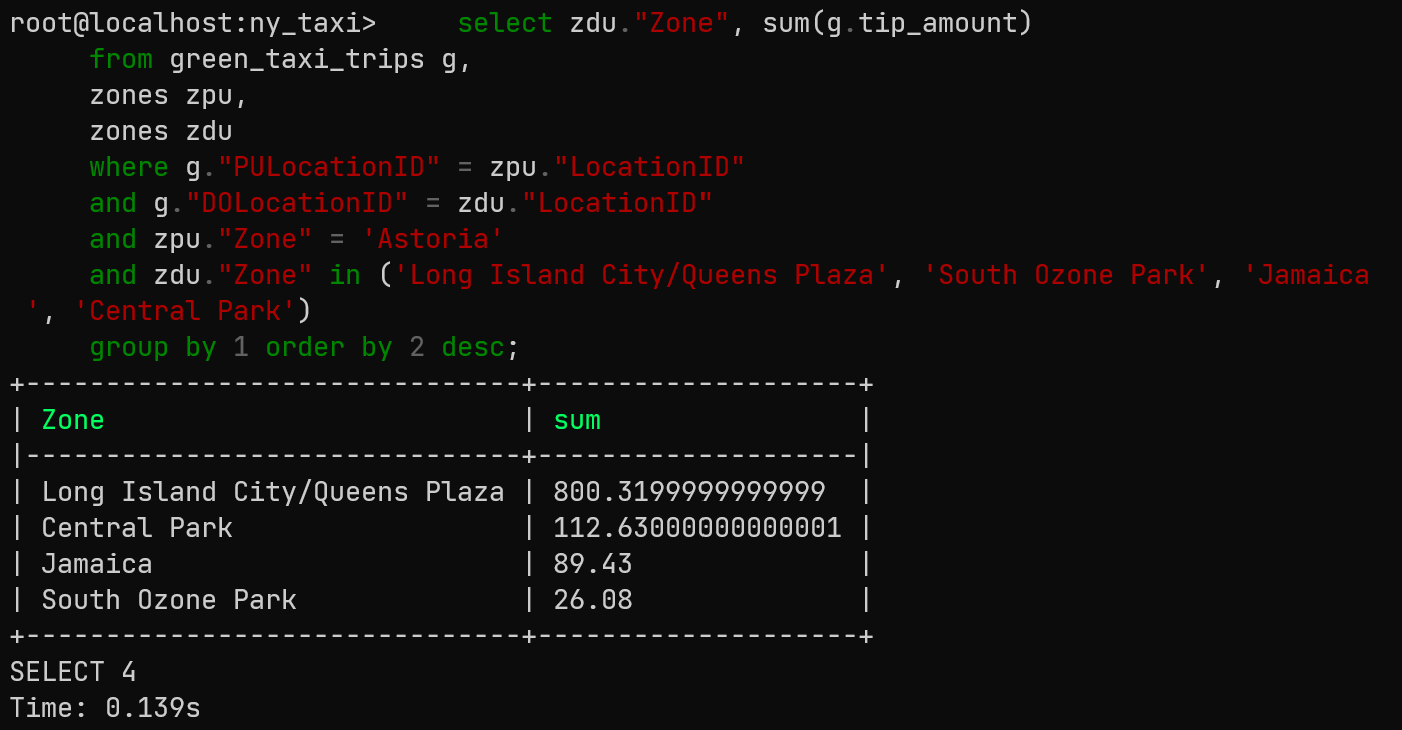 root@localhost:ny_taxi>     select zdu."Zone", sum(g.tip_amount)
     from green_taxi_trips g,
     zones zpu,
     zones zdu
     where g."PULocationID" = zpu."LocationID"
     and g."DOLocationID" = zdu."LocationID"
     and zpu."Zone" = 'Astoria'
     and zdu."Zone" in ('Long Island City/Queens Plaza', 'South Ozone Park', 'Jamaica
 ', 'Central Park')
     group by 1 order by 2 desc;
+-------------------------------+--------------------+
| Zone                          | sum                |
|-------------------------------+--------------------|
| Long Island City/Queens Plaza | 800.3199999999999  |
| Central Park                  | 112.63000000000001 |
| Jamaica                       | 89.43              |
| South Ozone Park              | 26.08              |
+-------------------------------+--------------------+
SELECT 4
Time: 0.139s